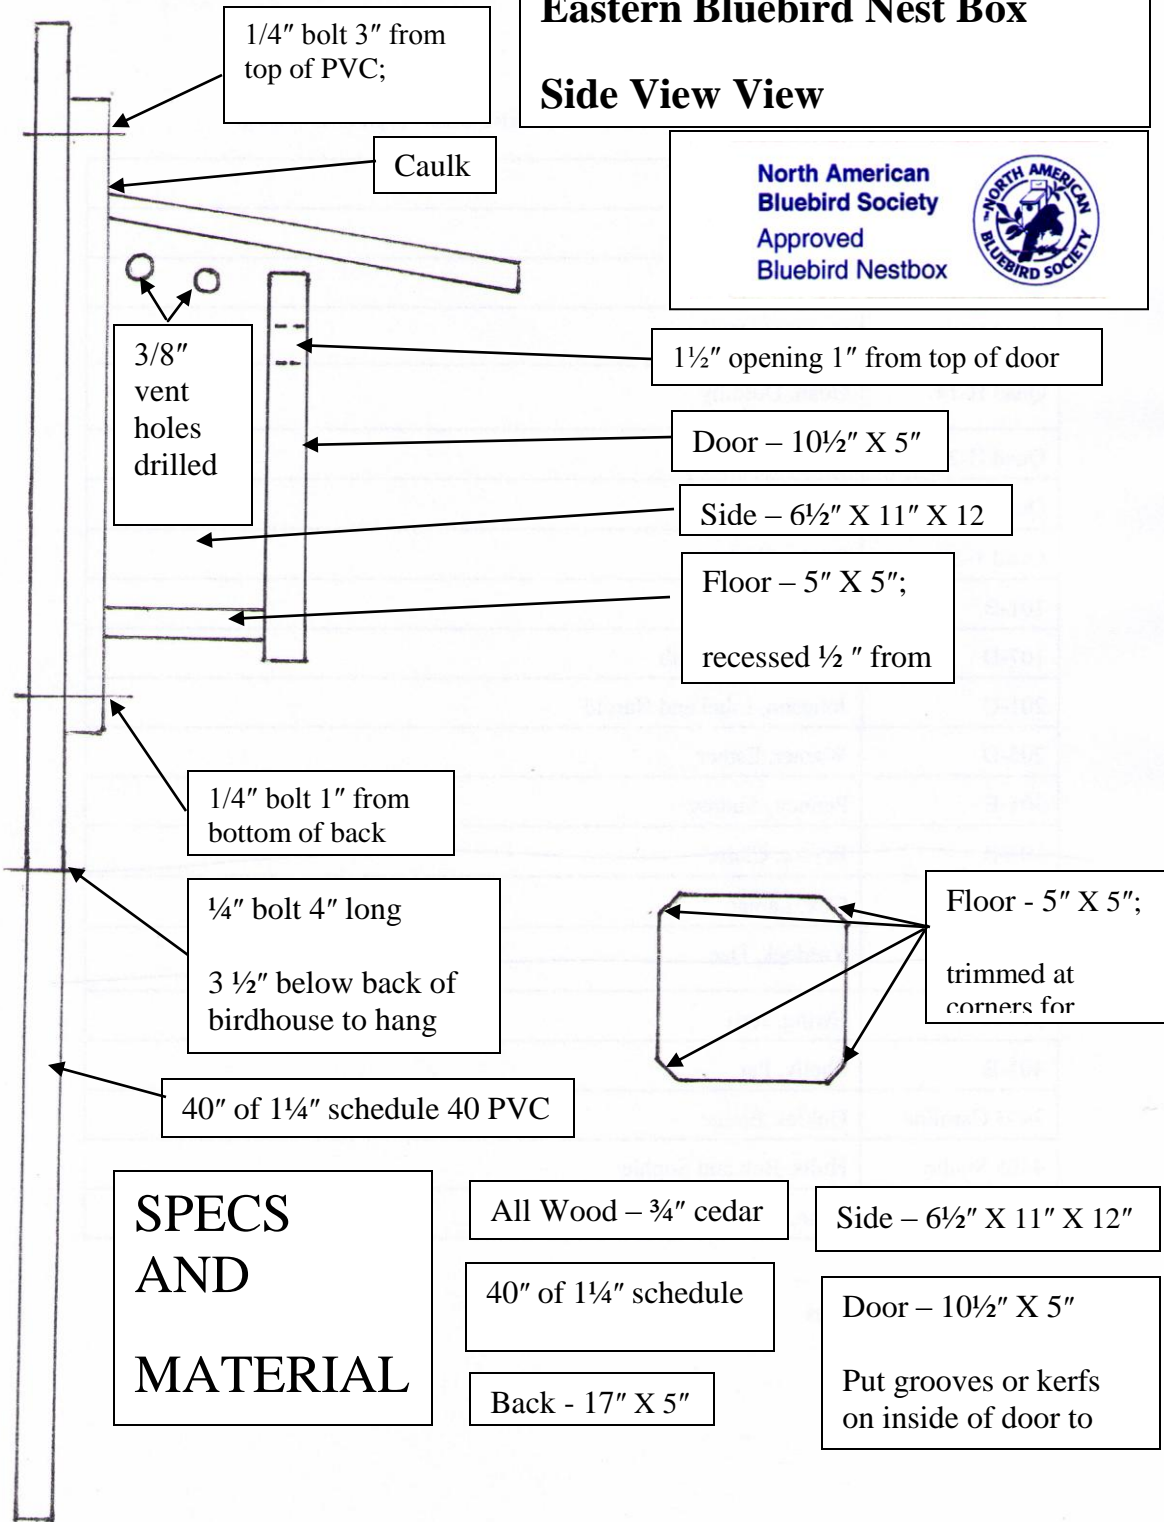 Eastern Bluebird Nest Box
Side View View
1/4″ bolt 3″ from
top of PVC;
Caulk
North American
Bluebird Society
Approved
Bluebird Nestbox
THE NORTH AMERICAN
BLUEBIRD SOCIETY
3/8″
vent
holes
drilled
1½″ opening 1″ from top of door
Door – 10½″ X 5″
Side – 6½″ X 11″ X 12
Floor – 5″ X 5″;
recessed ½ ″ from
1/4″ bolt 1″ from
bottom of back
¼″ bolt 4″ long
3 ½″ below back of
birdhouse to hang
Floor - 5″ X 5″;
trimmed at
corners for
40″ of 1¼″ schedule 40 PVC
SPECS
AND
MATERIAL
All Wood – ¾″ cedar
Side – 6½″ X 11″ X 12″
40″ of 1¼″ schedule
Door – 10½″ X 5″
Put grooves or kerfs
on inside of door to
Back - 17″ X 5″